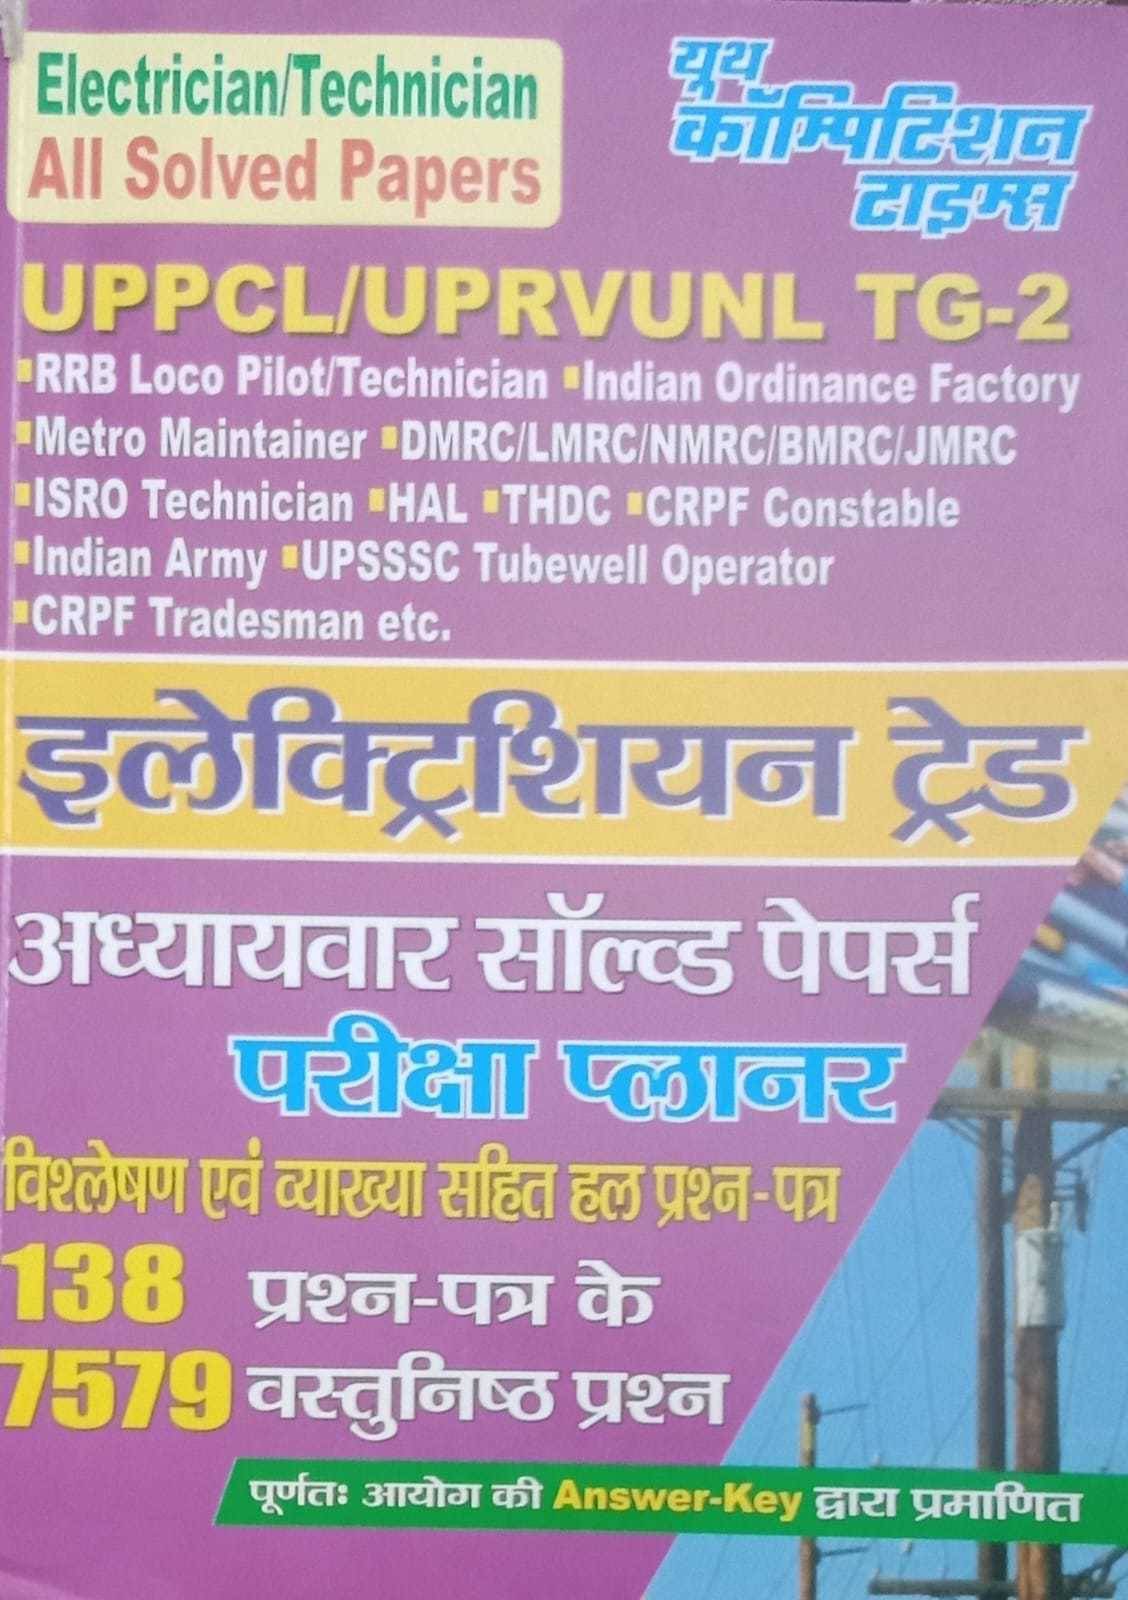 Electrician/Technician
All Solved Papers
यूथ
कॉम्पिटिशन
टाइम्स
UPPCL/UPRVUNL TG-2
RRB Loco Pilot/Technician Indian Ordinance Factory
Metro Maintainer DMRC/LMRC/NMRC/BMRC/JMRC
ISRO Technician HAL THDC CRPF Constable
Indian Army UPSSSC Tubewell Operator
CRPF Tradesman etc.
इलेक्ट्रिशियन ट्रेड
अध्यायवार सॉल्व्ड पेपर्स
परीक्षा प्लानर
विश्लेषण एवं व्याख्या सहित हल प्रश्न-पत्र
138 प्रश्न-पत्र के
7579 वस्तुनिष्ठ प्रश्न
पूर्णतः आयोग की Answer-Key द्वारा प्रमाणित